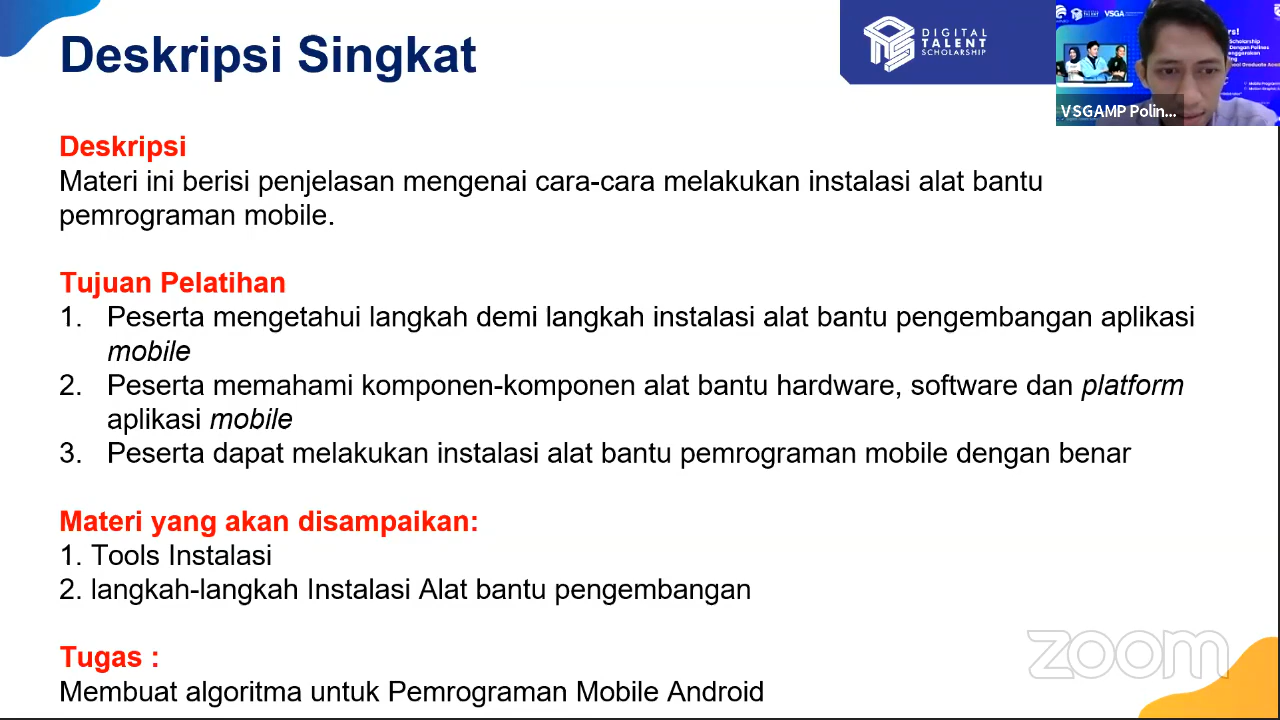 Deskripsi Singkat
DIGITAL
TALENT
SCHOLARSHIP
VSGA
VSGAMP Polin...
Deskripsi
Materi ini berisi penjelasan mengenai cara-cara melakukan instalasi alat bantu
pemrograman mobile.
Tujuan Pelatihan
1. Peserta mengetahui langkah demi langkah instalasi alat bantu pengembangan aplikasi
mobile
2. Peserta memahami komponen-komponen alat bantu hardware, software dan platform
aplikasi mobile
3. Peserta dapat melakukan instalasi alat bantu pemrograman mobile dengan benar
Materi yang akan disampaikan:
1. Tools Instalasi
2. langkah-langkah Instalasi Alat bantu pengembangan
Tugas :
Membuat algoritma untuk Pemrograman Mobile Android
zoom